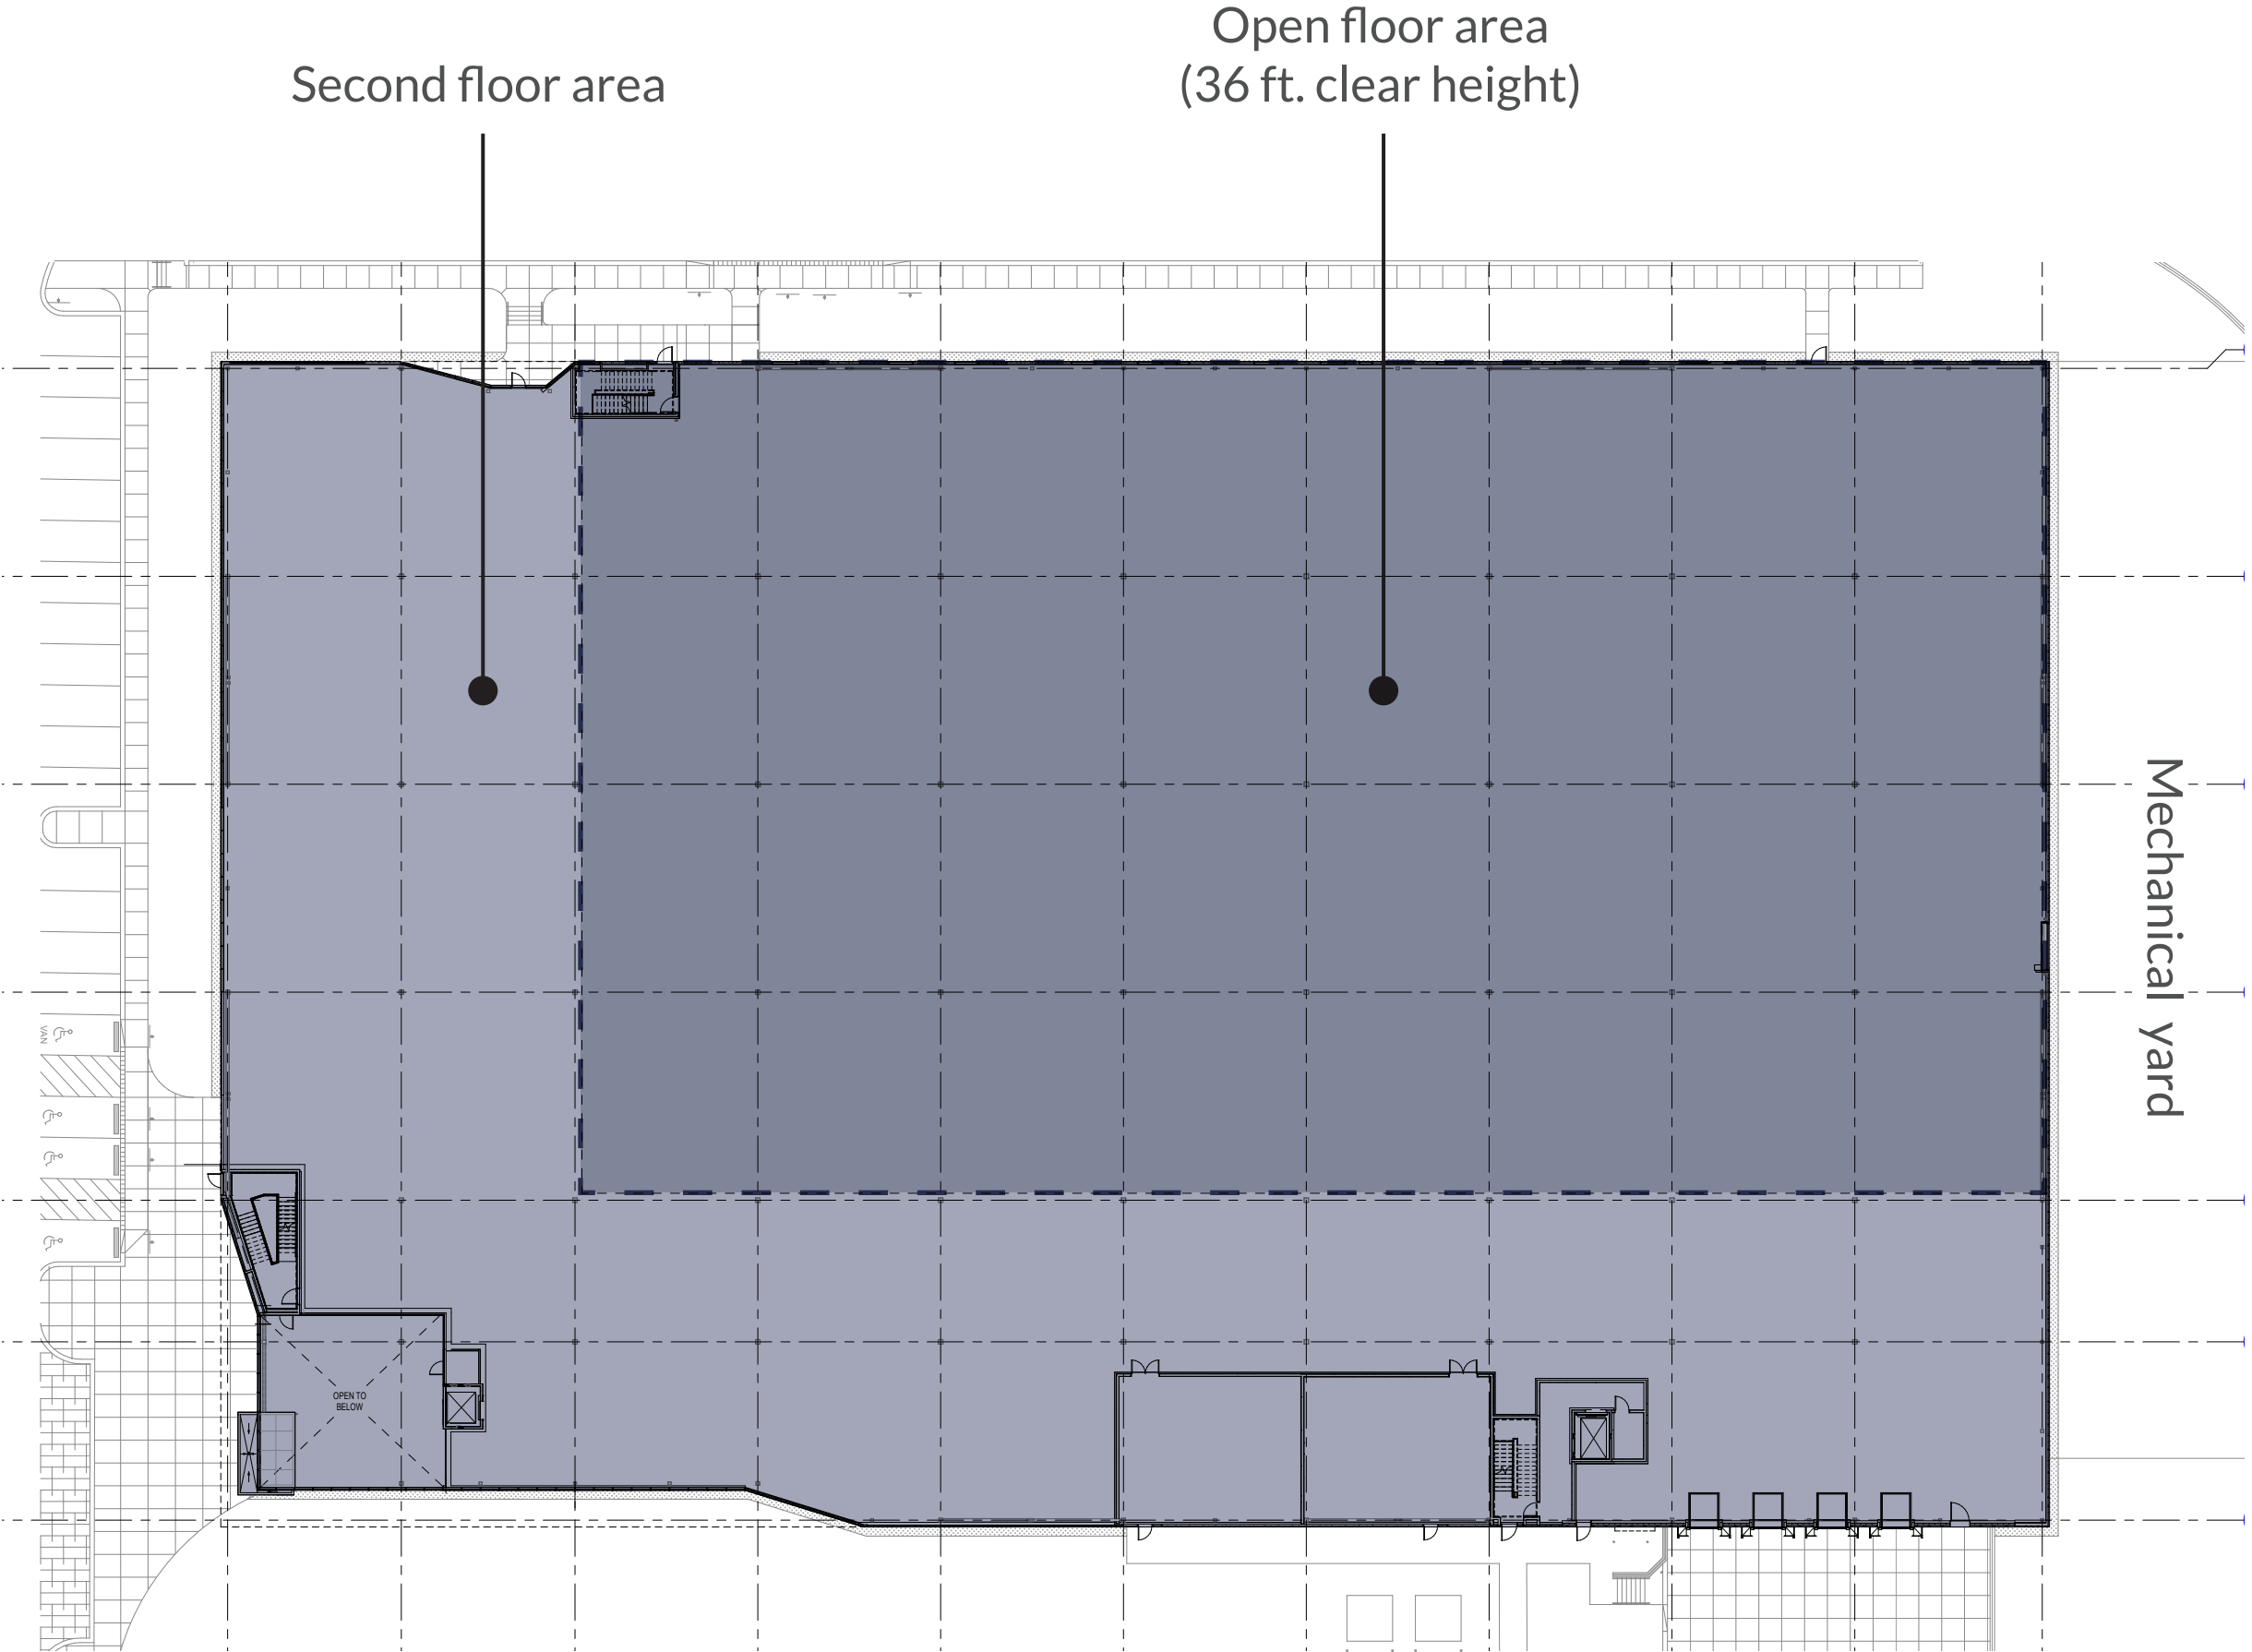 Open floor area
(36 ft. clear height)
Second floor area
Mechanical yard
VAN
OPEN TO
BELOW